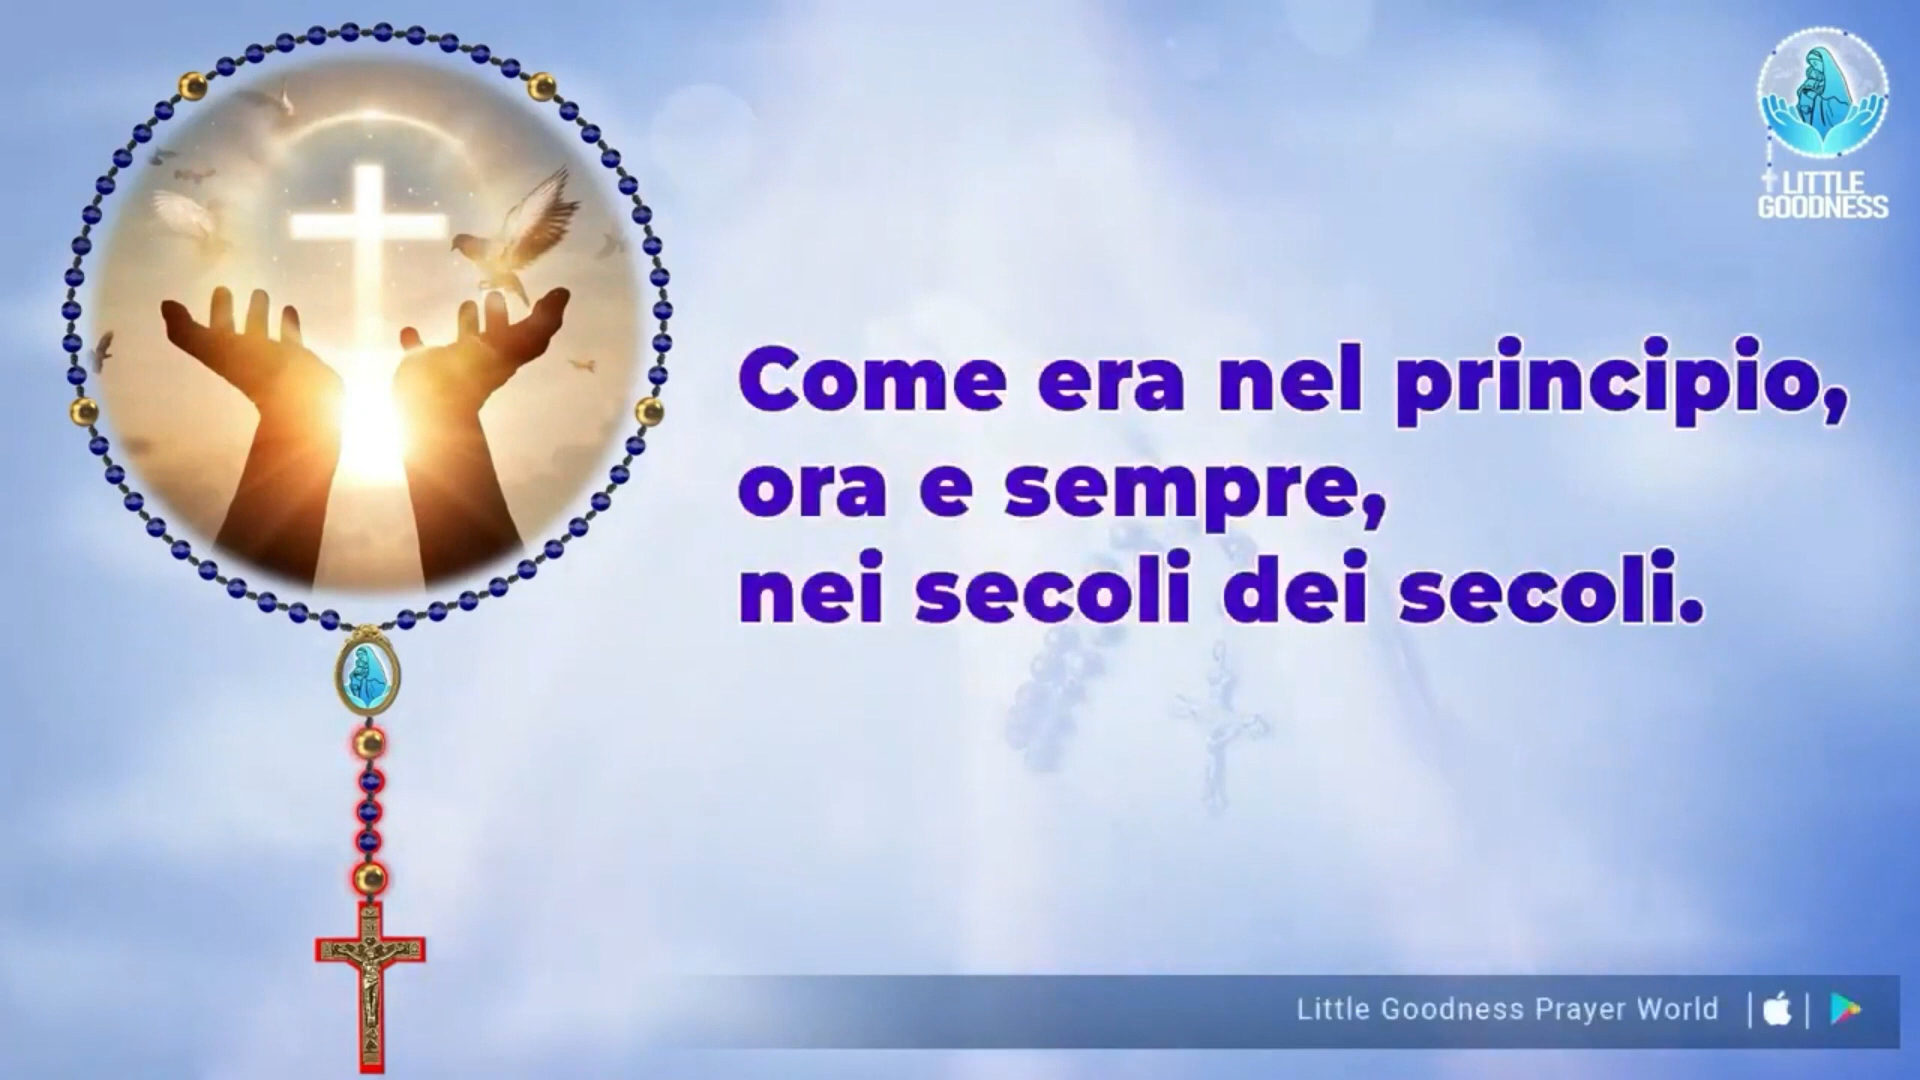 LITTLE
GOODNESS
Come era nel principio,
ora e sempre,
nei secoli dei secoli.
Little Goodness Prayer World